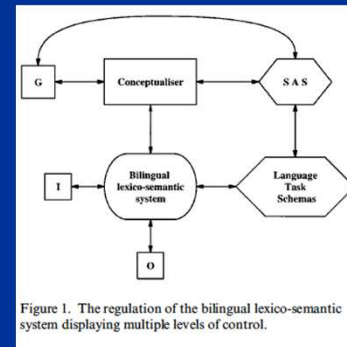 G
Conceptualiser
S A S
I
Bilingual
lexico-semantic
system
Language
Task
Schemas
O
Figure 1. The regulation of the bilingual lexico-semantic
system displaying multiple levels of control.